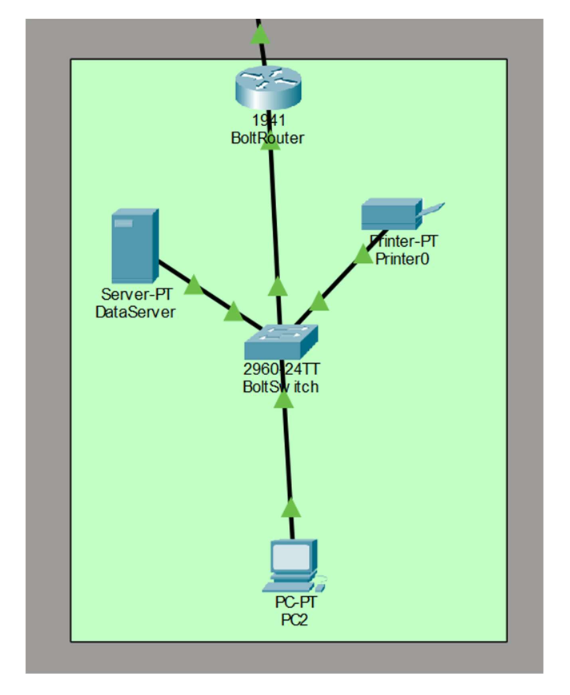 1941
BoltRouter
Printer-PT
Printer0
Server-PT
DataServer
2960-24TT
BoltSwitch
PC-PT
PC2